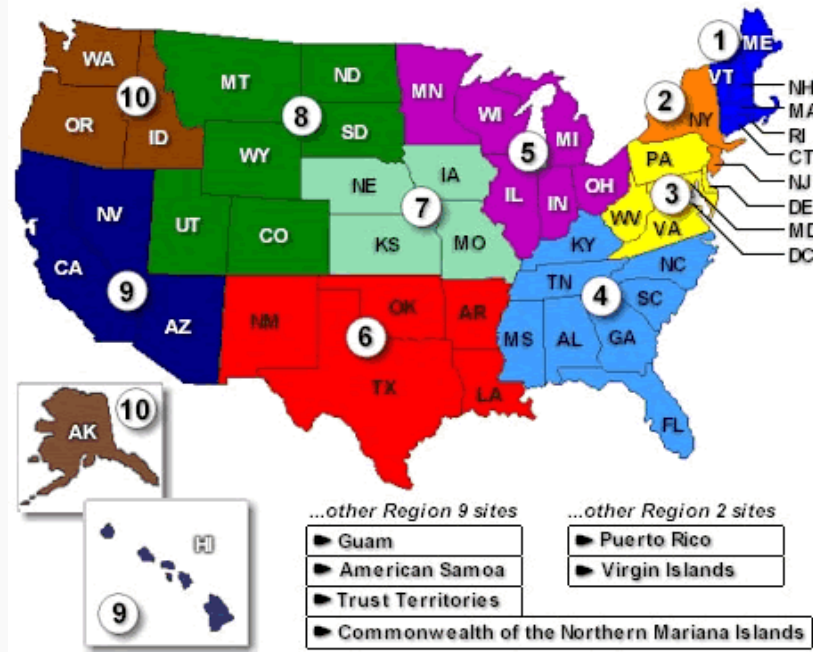 1
ME
WA
VT
MT
ND
MN
NH
10
2
MA
OR
ID
8
SD
WI
MI
NY
RI
CT
WY
5
PA
NJ
NE
IA
IL
IN
OH
3
DE
NV
UT
CO
7
WV
VA
MD
KS
MO
KY
DC
CA
9
TN
NC
AZ
NM
OK
AR
4
SC
6
MS
AL
GA
TX
LA
FL
10
AK
HI
9
...other Region 9 sites
Guam
American Samoa
Trust Territories
Commonwealth of the Northern Mariana Islands
...other Region 2 sites
Puerto Rico
Virgin Islands